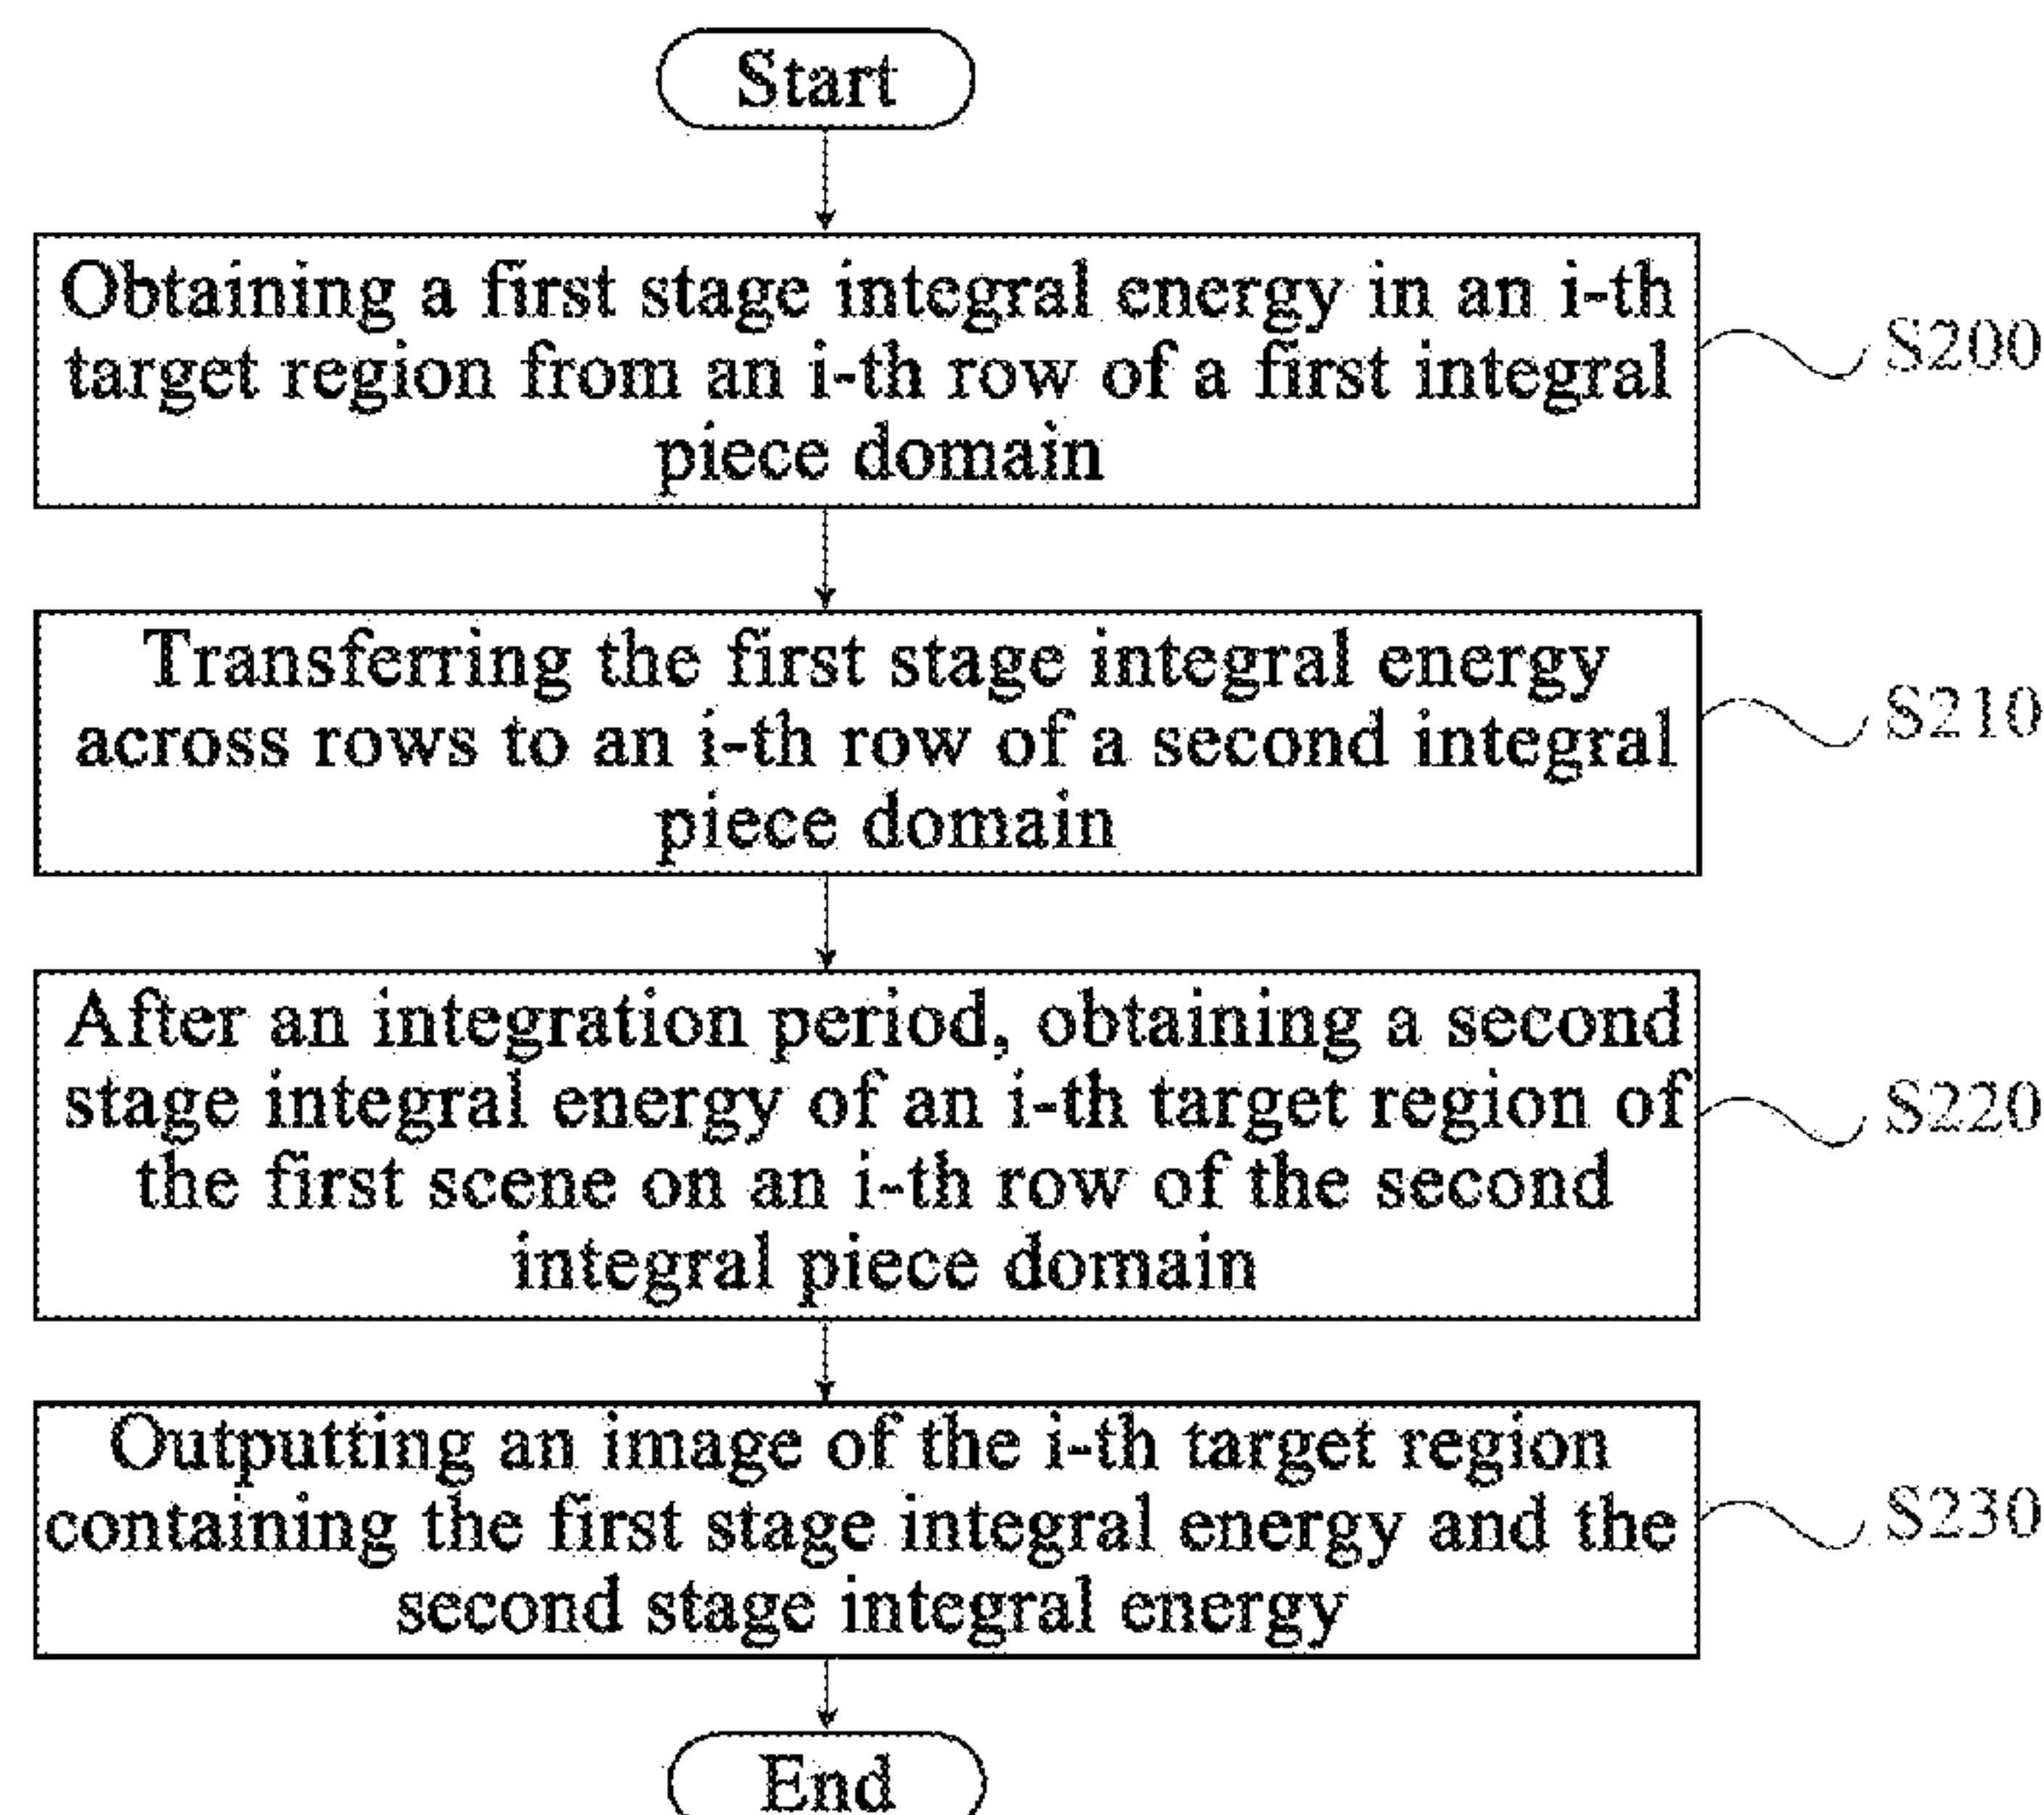 Start
Obtaining a first stage integral energy in an i-th
target region from an i-th row of a first integral
piece domain
S200
Transferring the first stage integral energy
across rows to an i-th row of a second integral
piece domain
S210
After an integration period, obtaining a second
stage integral energy of an i-th target region of
the first scene on an i-th row of the second
integral piece domain
S220
Outputting an image of the i-th target region
containing the first stage integral energy and the
second stage integral energy
S230
End